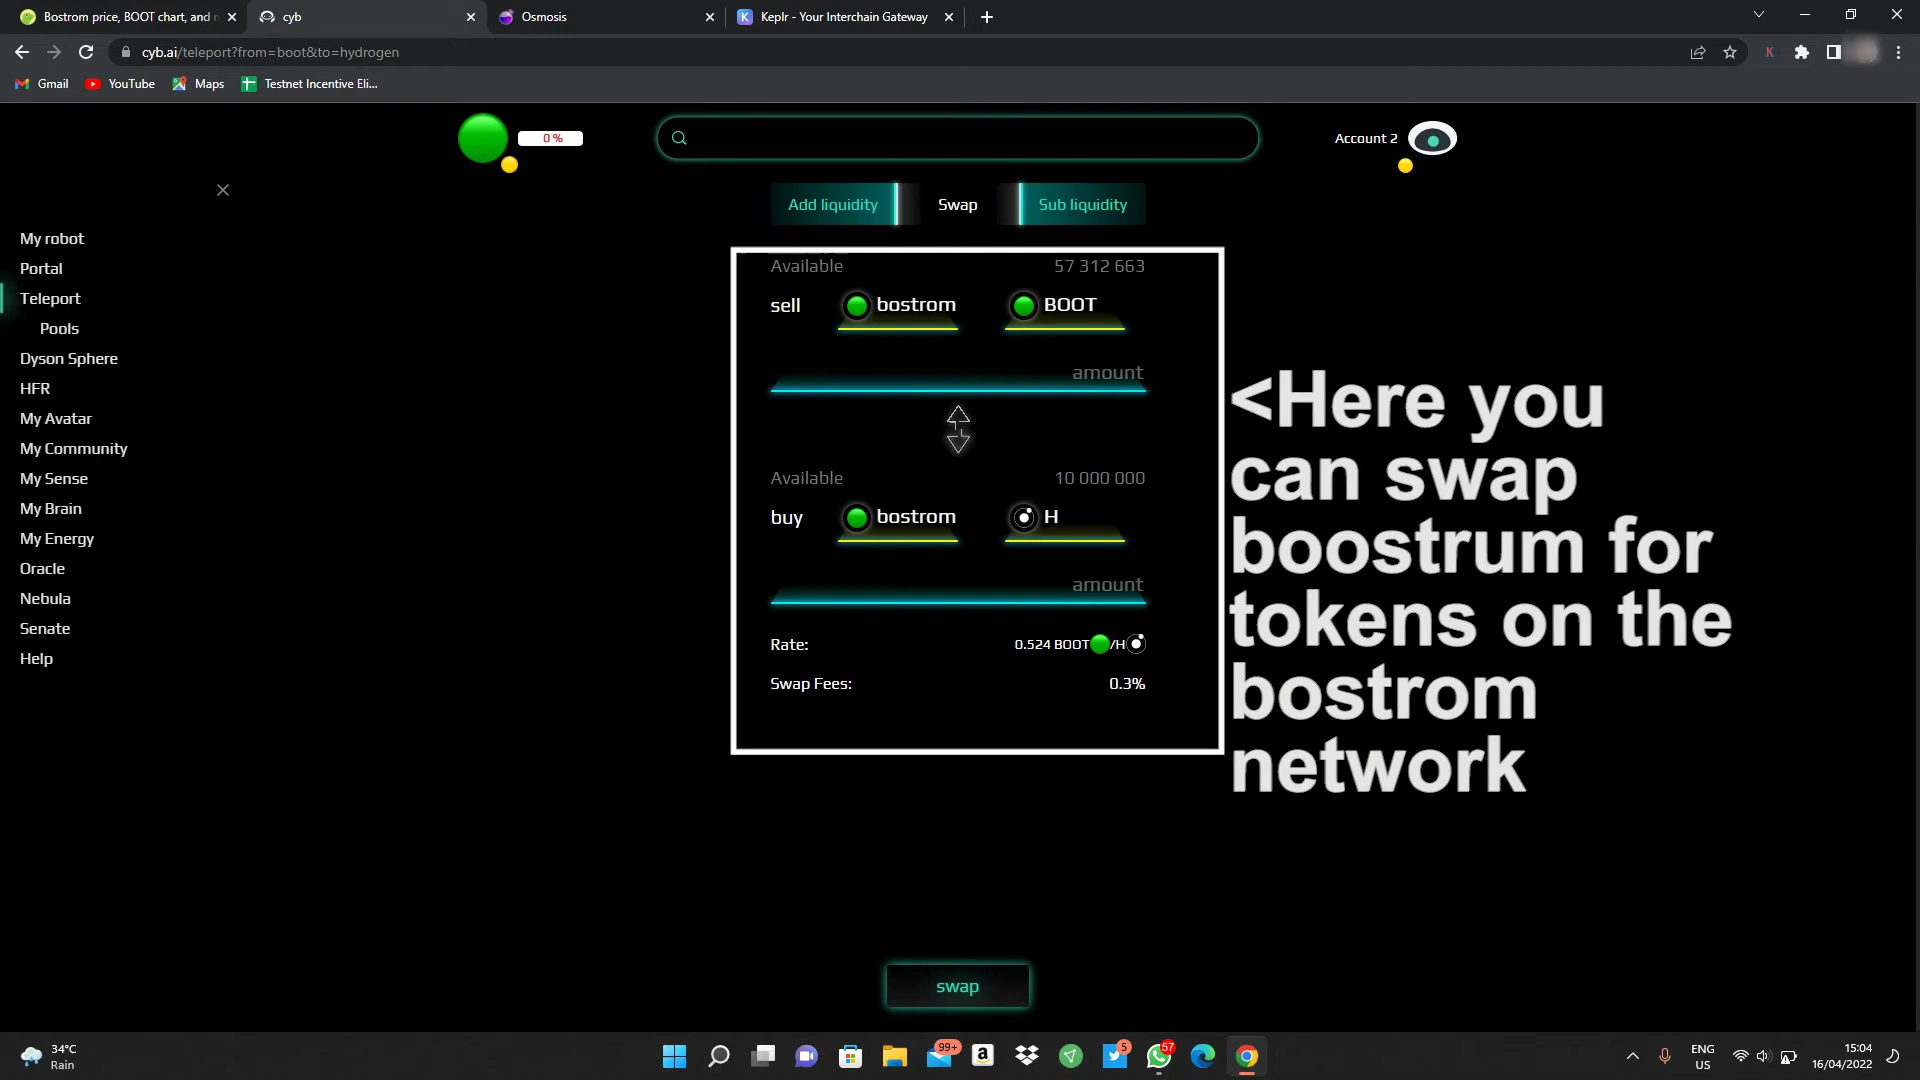 Bostrom price, BOOT chart, and
cyb
Osmosis
Keplr - Your Interchain Gateway
cyb.ai/teleport?from=boot&to=hydrogen
Gmail
YouTube
Maps
Testnet Incentive Eli...
0 %
Account 2
Add liquidity
Swap
Sub liquidity
My robot
Portal
Teleport
Pools
Dyson Sphere
HFR
My Avatar
My Community
My Sense
My Brain
My Energy
Oracle
Nebula
Senate
Help
Available 57 312 663
sell bostrom BOOT
amount
Available 10 000 000
buy bostrom H
amount
Rate: 0.524 BOOT /H
Swap Fees: 0.3%
swap
<Here you
can swap
boostrum for
tokens on the
bostrom
network
34°C
Rain
99+
5
57
ENG
US
15:04
16/04/2022